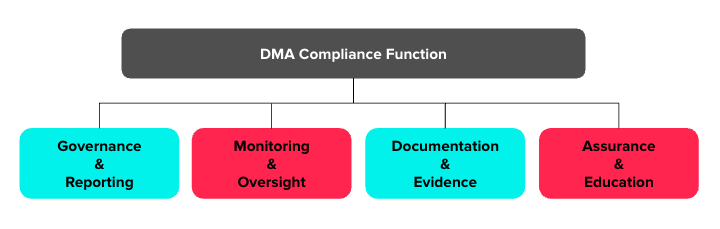 DMA Compliance Function
Governance
&
Reporting
Monitoring
&
Oversight
Documentation
&
Evidence
Assurance
&
Education